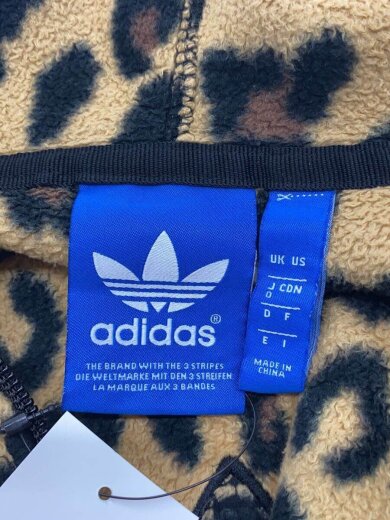 adidas®
THE BRAND WITH THE 3 STRIPES
DIE WELTMARKE MIT DEN 3 STREIFEN
LA MARQUE AUX 3 BANDES
UK US
J/O CDN
D F
E I
MADE IN
CHINA